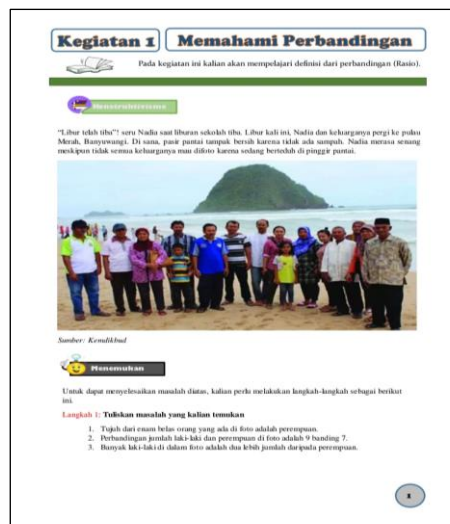 Kegiatan 1 Memahami Perbandingan
Pada kegiatan ini kalian akan mempelajari definisi dari perbandingan (Rasio).
Konstruktivisme
“Libur telah tiba”! seru Nadia saat liburan sekolah tiba. Libur kali ini, Nadia dan keluarganya pergi ke pulau
Merah, Banyuwangi. Di sana, pasir pantai tampak bersih karena tidak ada sampah. Nadia merasa senang
meskipun tidak semua keluarganya mau difoto karena sedang berteduh di pinggir pantai.
Sumber: Kemdikbud
Menemukan
Untuk dapat menyelesaikan masalah diatas, kalian perlu melakukan langkah-langkah sebagai berikut
ini.
Langkah 1: Tuliskan masalah yang kalian temukan
1. Tujuh dari enam belas orang yang ada di foto adalah perempuan.
2. Perbandingan jumlah laki-laki dan perempuan di foto adalah 9 banding 7.
3. Banyak laki-laki di dalam foto adalah dua lebih jumlah daripada perempuan.